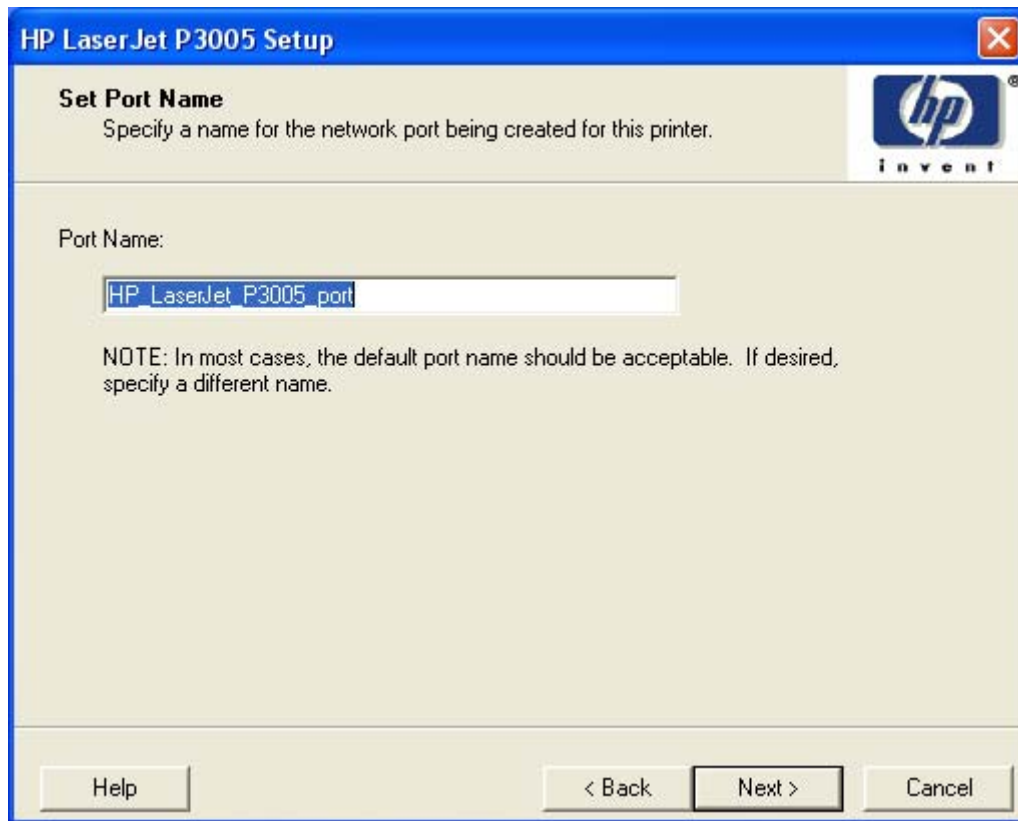 HP LaserJet P3005 Setup
Set Port Name
Specify a name for the network port being created for this printer.
hp
®
invent
Port Name:
HP_LaserJet_P3005_port
NOTE: In most cases, the default port name should be acceptable.  If desired,
specify a different name.
Help
< Back
Next >
Cancel